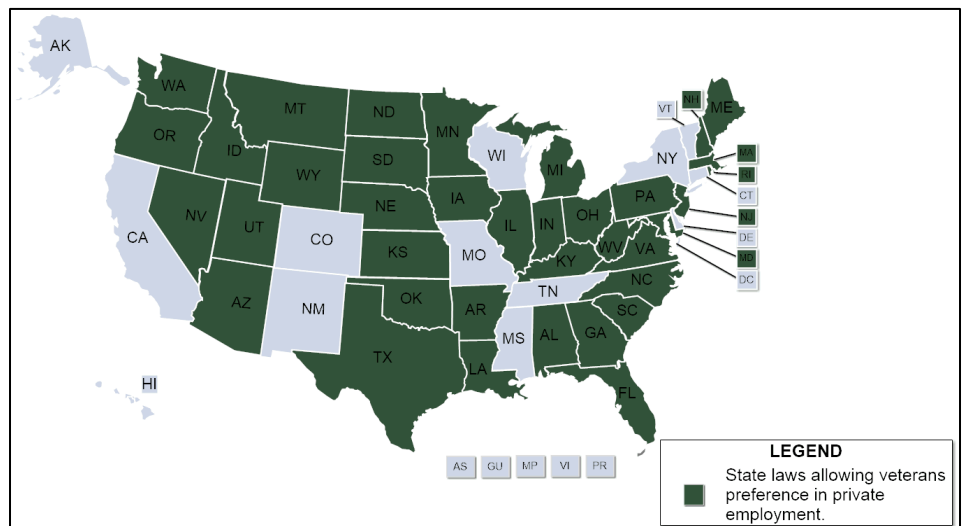 AK
WA
MT
ND
MN
VT
NH
ME
OR
ID
SD
WI
NY
MA
WY
MI
RI
CT
NE
IA
PA
NJ
NV
UT
CO
IL
IN
OH
DE
CA
KS
MO
WV
VA
MD
KY
DC
AZ
NM
OK
TN
NC
AR
SC
MS
AL
GA
TX
LA
HI
FL
AS GU MP VI PR
LEGEND
State laws allowing veterans
preference in private
employment.